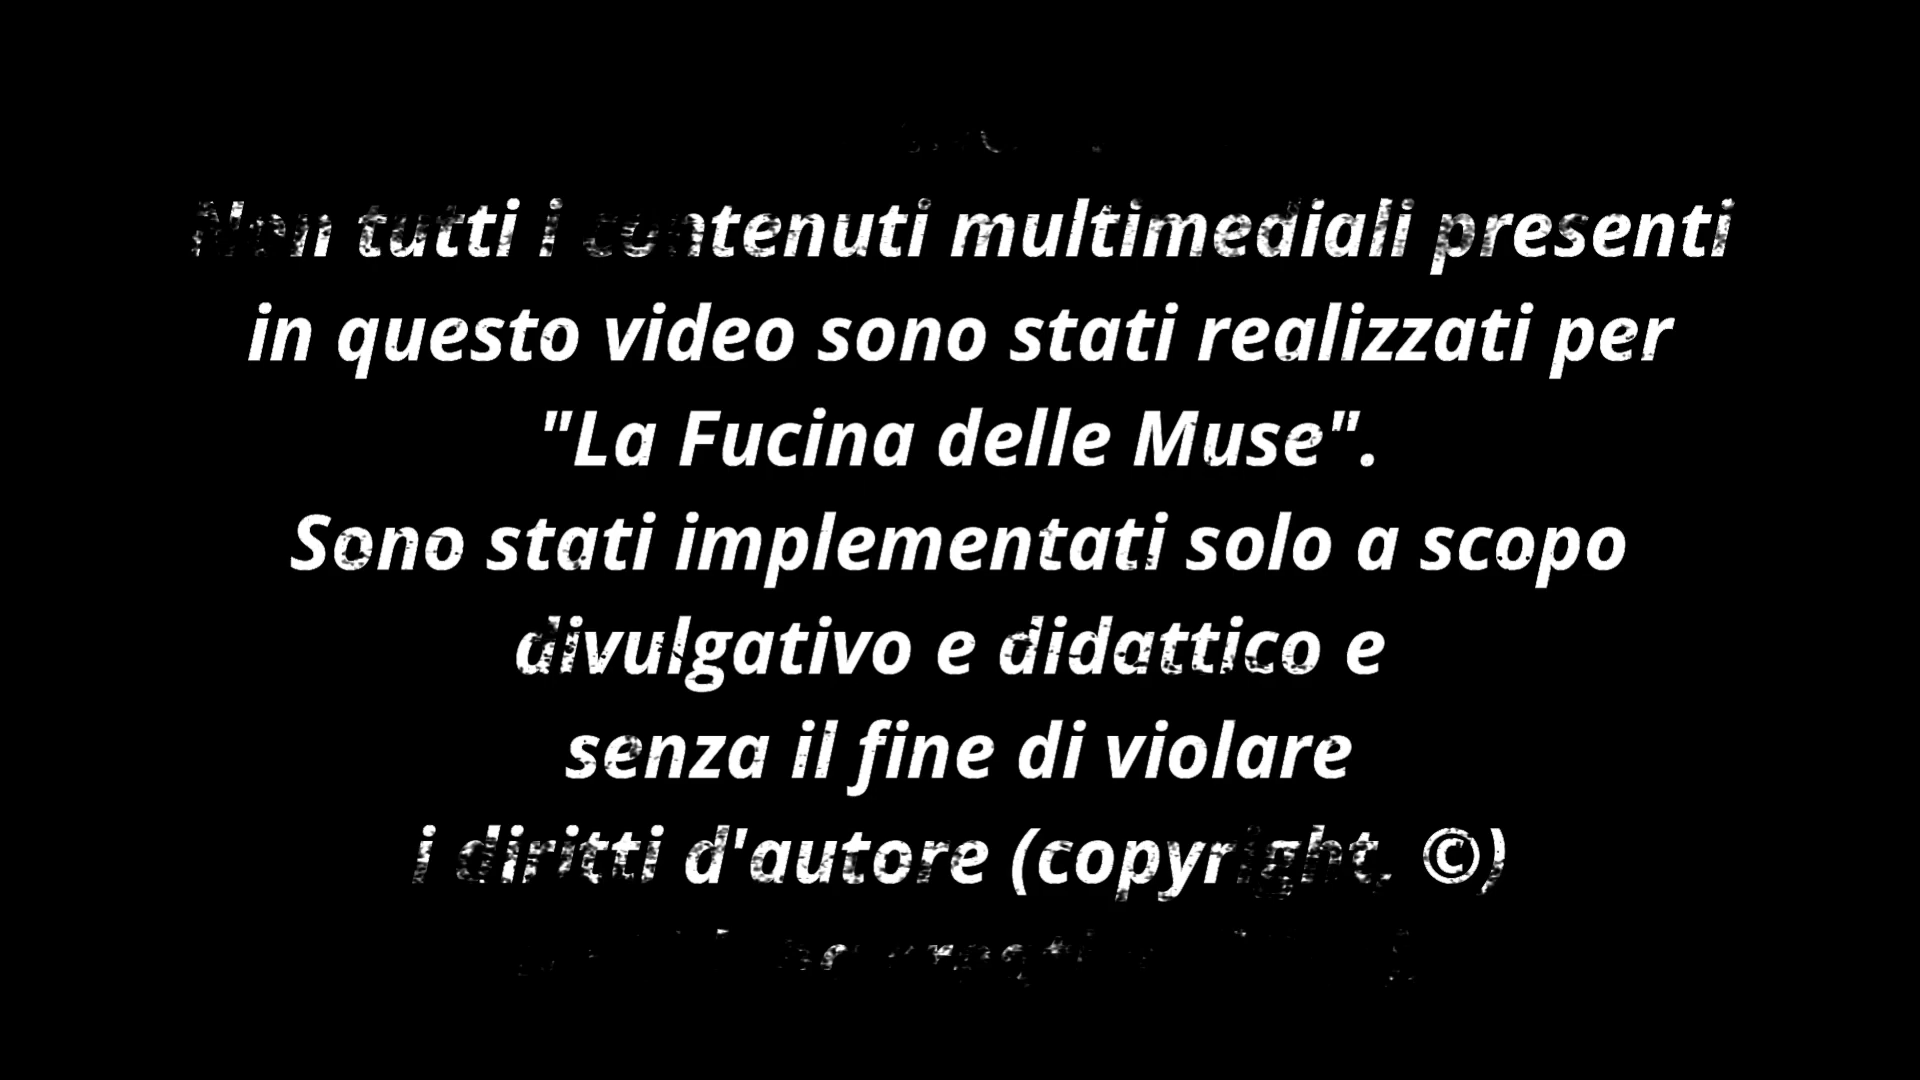 Non tutti i contenuti multimediali presenti
in questo video sono stati realizzati per
"La Fucina delle Muse".
Sono stati implementati solo a scopo
divulgativo e didattico e
senza il fine di violare
i diritti d'autore (copyright. ©)